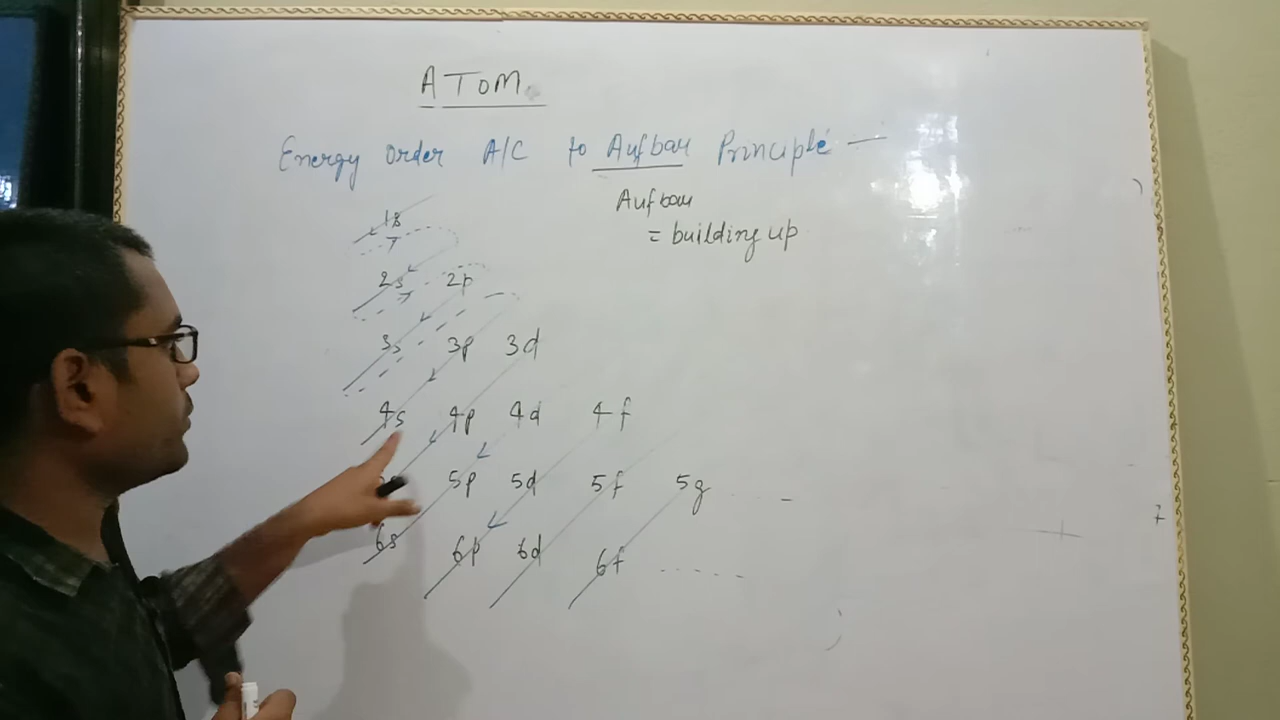 ATOM
Energy Order A/C to Aufbau Principle —
Aufbau
= building up
1s
2s 2p
3s 3p 3d
4s 4p 4d 4f
5p 5d 5f 5g
6s 6p 6d 6f